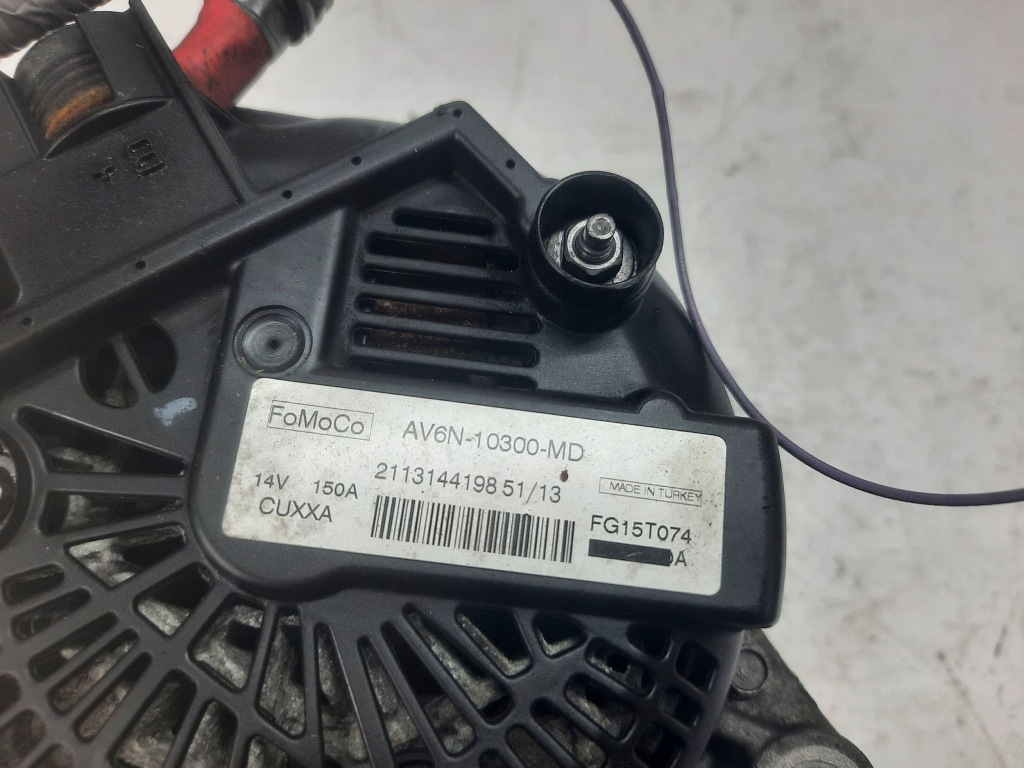 FoMoCo AV6N-10300-MD
14V 150A 2113144198 51/13 MADE IN TURKEY
CUXXA FG15T074